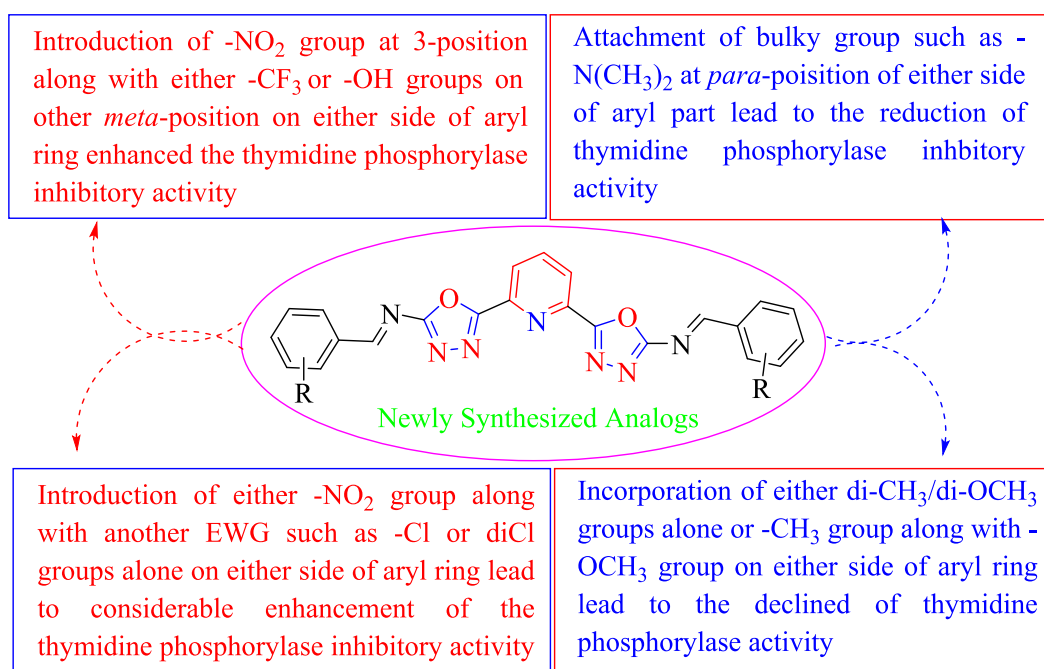 Introduction of -NO₂ group at 3-position
along with either -CF₃ or -OH groups on
other meta-position on either side of aryl
ring enhanced the thymidine phosphorylase
inhibitory activity
Attachment of bulky group such as -
N(CH₃)₂ at para-poisition of either side
of aryl part lead to the reduction of
thymidine phosphorylase inhbitory
activity
R
N
O
N
N
N
O
N
N
N
R
Newly Synthesized Analogs
Introduction of either -NO₂ group along
with another EWG such as -Cl or diCl
groups alone on either side of aryl ring lead
to considerable enhancement of the
thymidine phosphorylase inhibitory activity
Incorporation of either di-CH₃/di-OCH₃
groups alone or -CH₃ group along with -
OCH₃ group on either side of aryl ring
lead to the declined of thymidine
phosphorylase activity